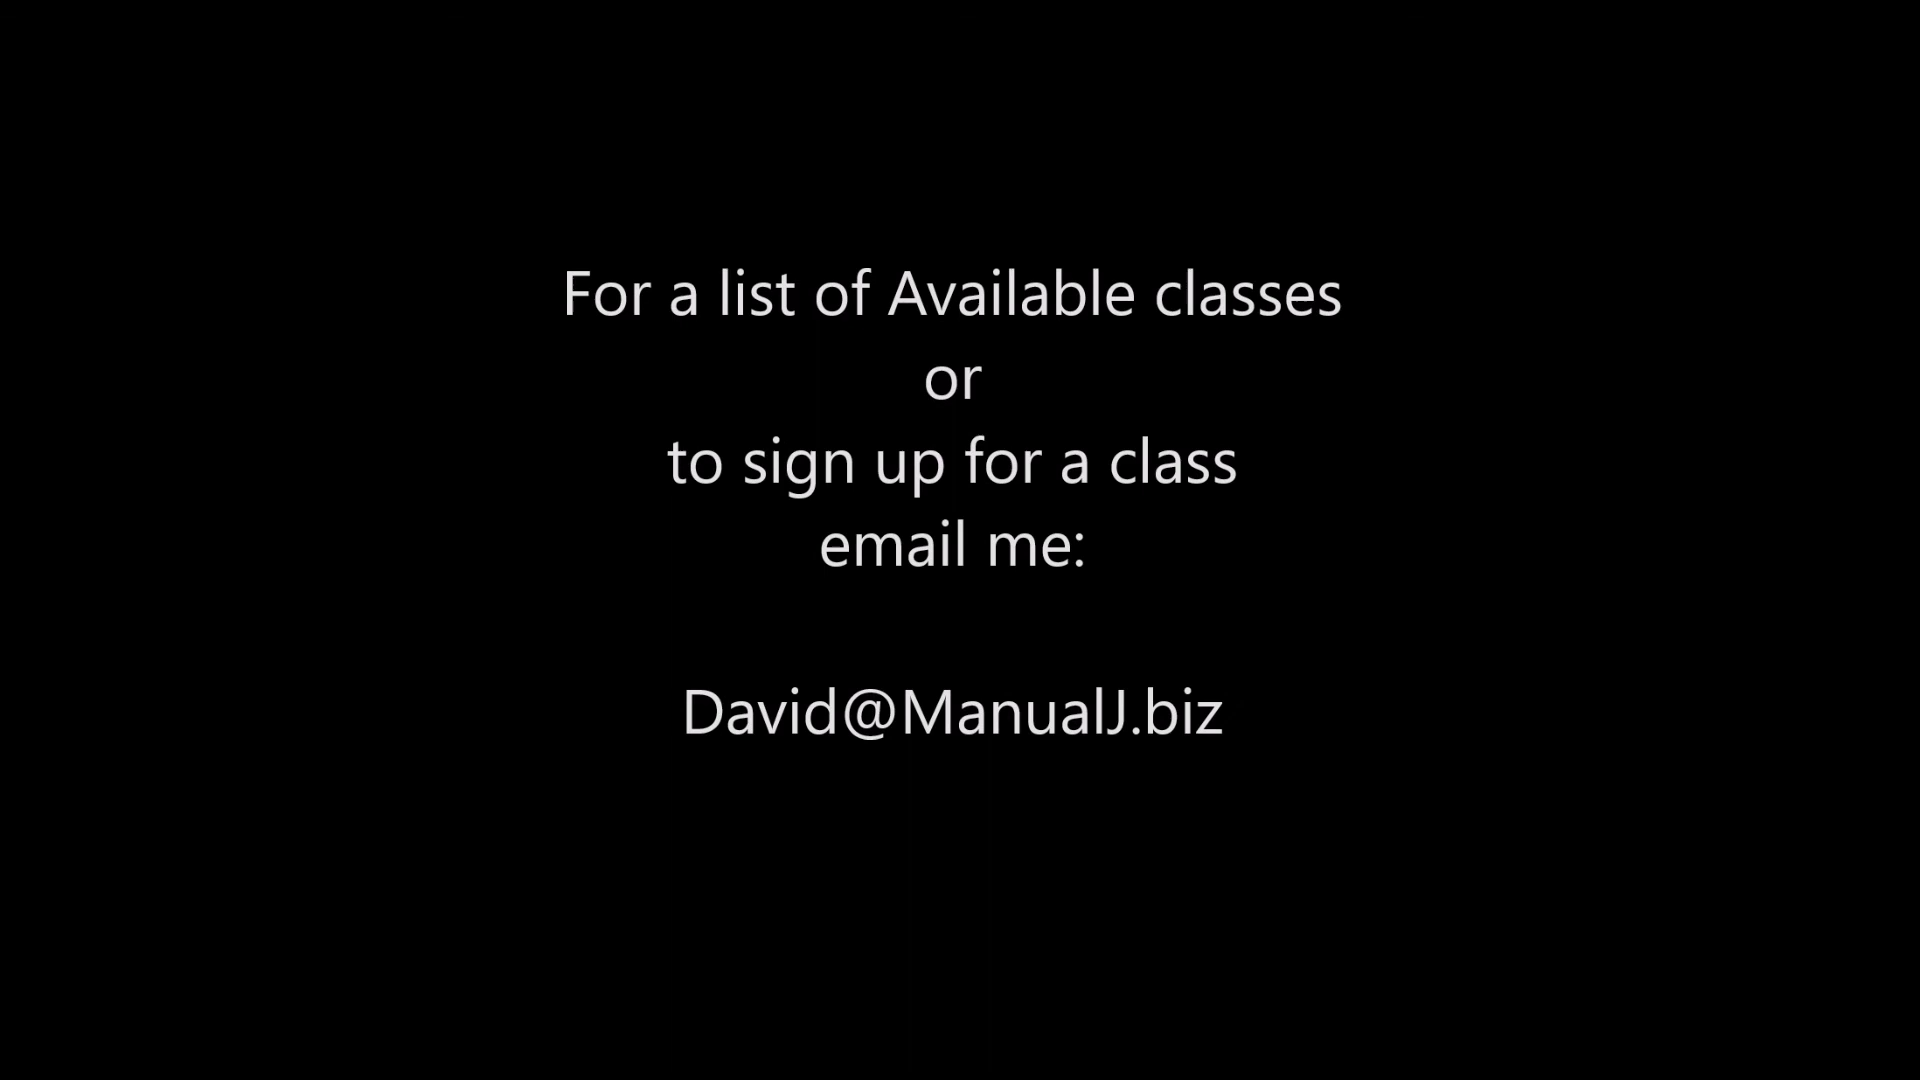 For a list of Available classes
or
to sign up for a class
email me:
David@ManualJ.biz